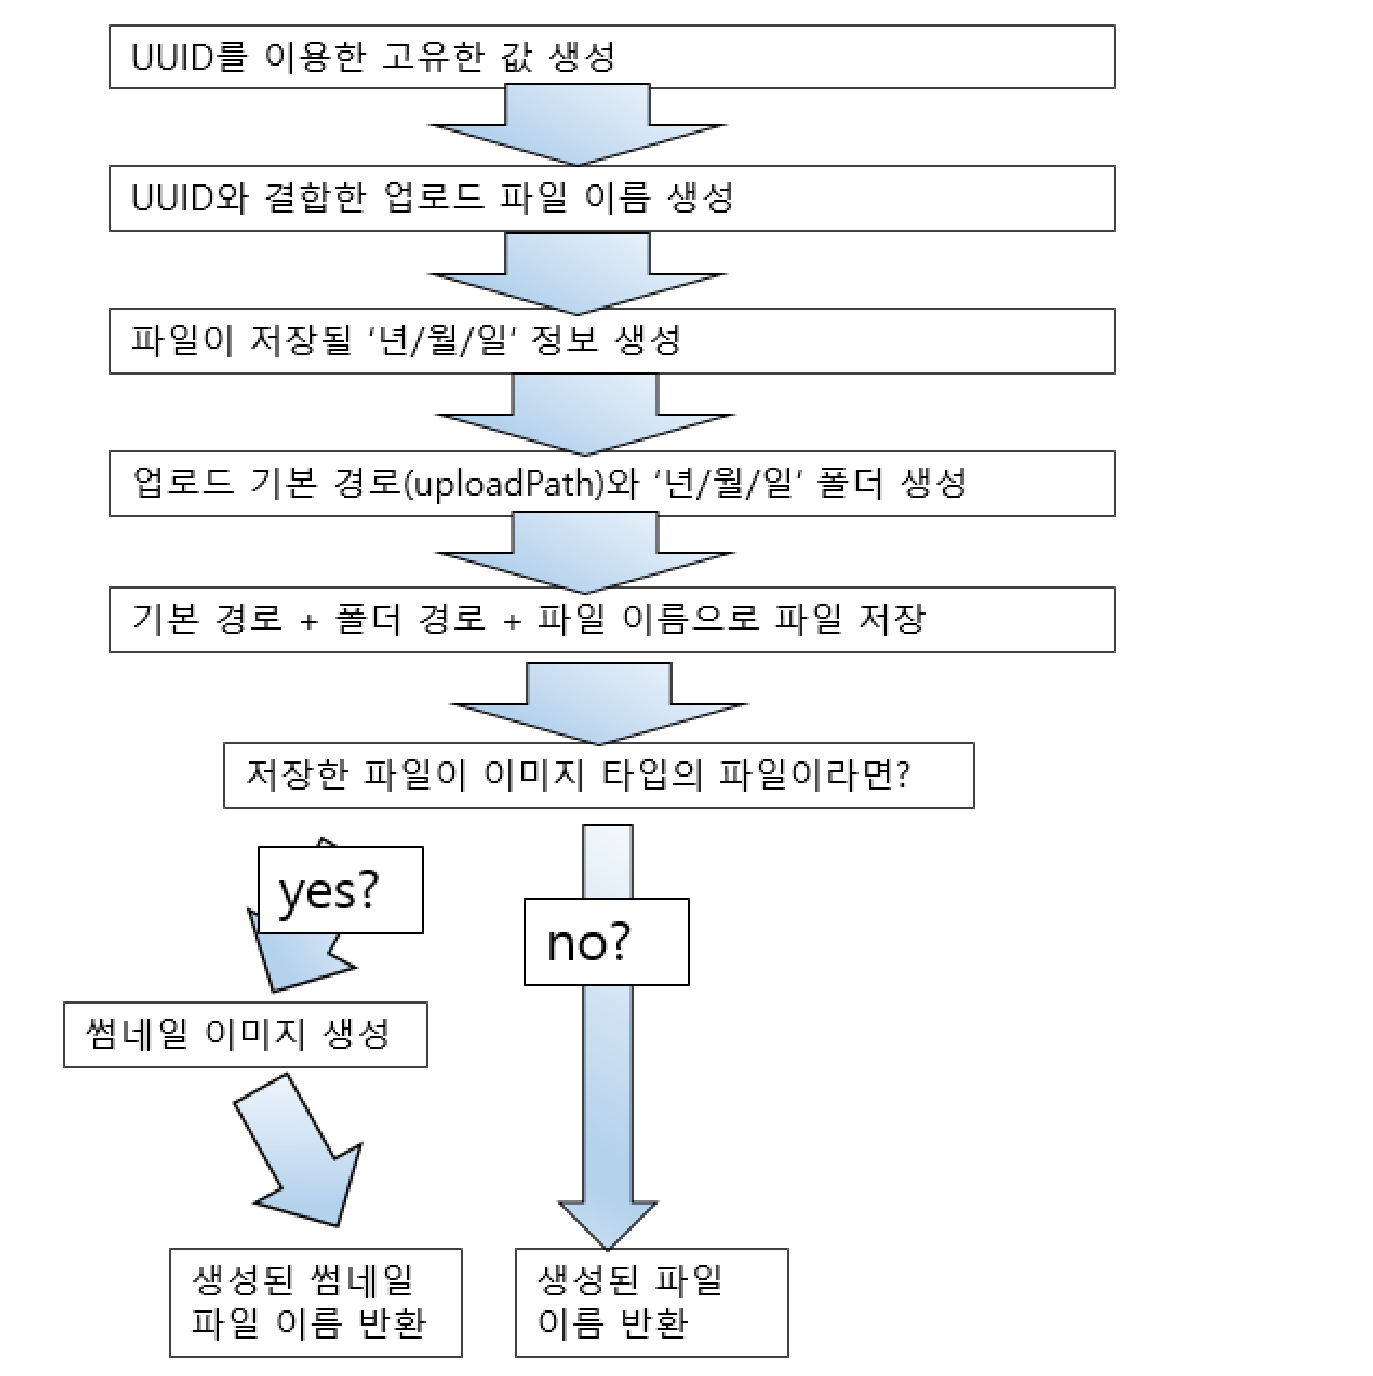 UUID를 이용한 고유한 값 생성
UUID와 결합한 업로드 파일 이름 생성
파일이 저장될 ‘년/월/일‘ 정보 생성
업로드 기본 경로(uploadPath)와 ‘년/월/일‘ 폴더 생성
기본 경로 + 폴더 경로 + 파일 이름으로 파일 저장
저장한 파일이 이미지 타입의 파일이라면?
yes?
no?
썸네일 이미지 생성
생성된 썸네일
파일 이름 반환
생성된 파일
이름 반환